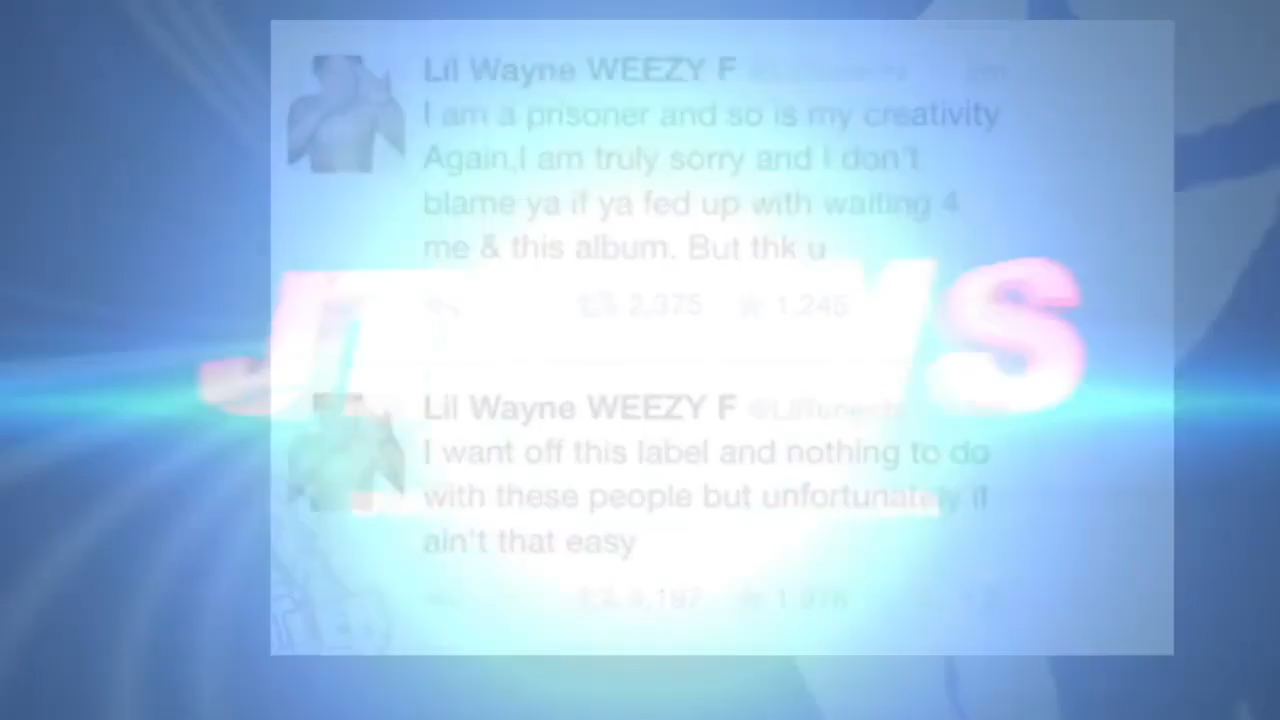 Lil Wayne WEEZY F
I am a prisoner and so is my creativity
Again,I am truly sorry and I don't
blame ya if ya fed up with waiting 4
me & this album. But thk u
2,375 1,246
Lil Wayne WEEZY F
I want off this label and nothing to do
with these people but unfortunately it
ain't that easy